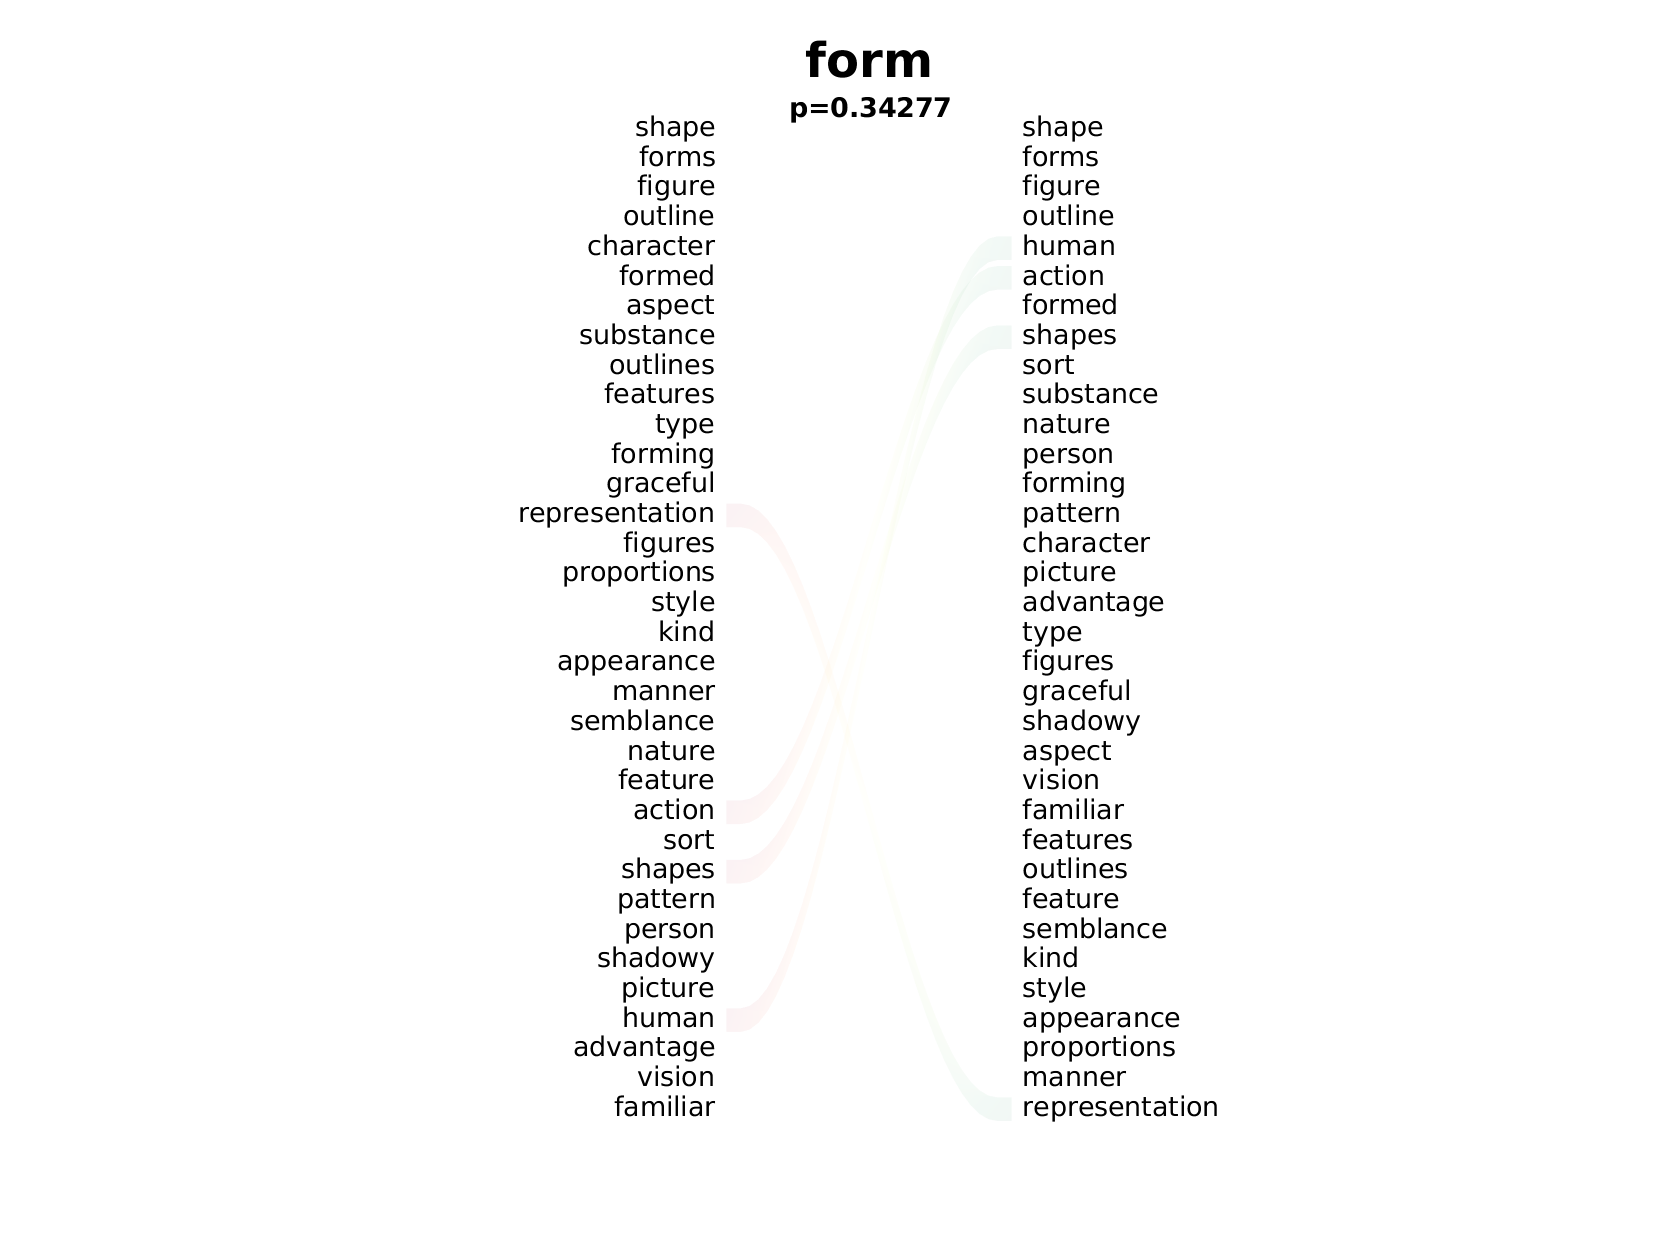 form
p=0.34277
shape shape
forms forms
figure figure
outline outline
character human
formed action
aspect formed
substance shapes
outlines sort
features substance
type nature
forming person
graceful forming
representation pattern
figures character
proportions picture
style advantage
kind type
appearance figures
manner graceful
semblance shadowy
nature aspect
feature vision
action familiar
sort features
shapes outlines
pattern feature
person semblance
shadowy kind
picture style
human appearance
advantage proportions
vision manner
familiar representation